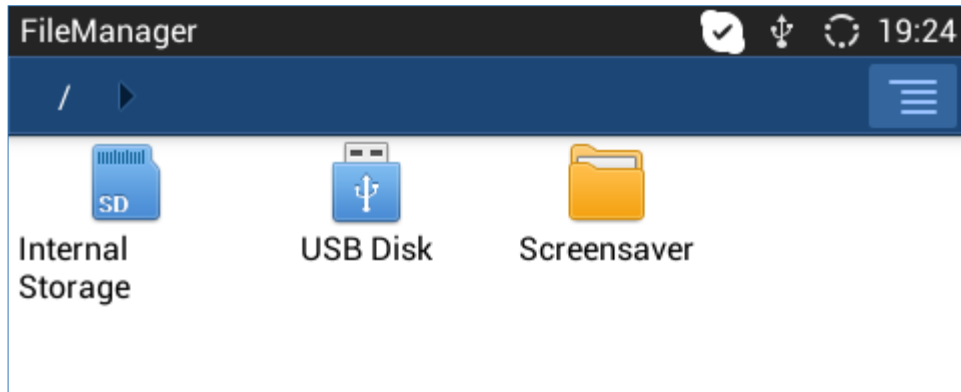 FileManager 19:24
/
SD
Internal
Storage
USB Disk
Screensaver